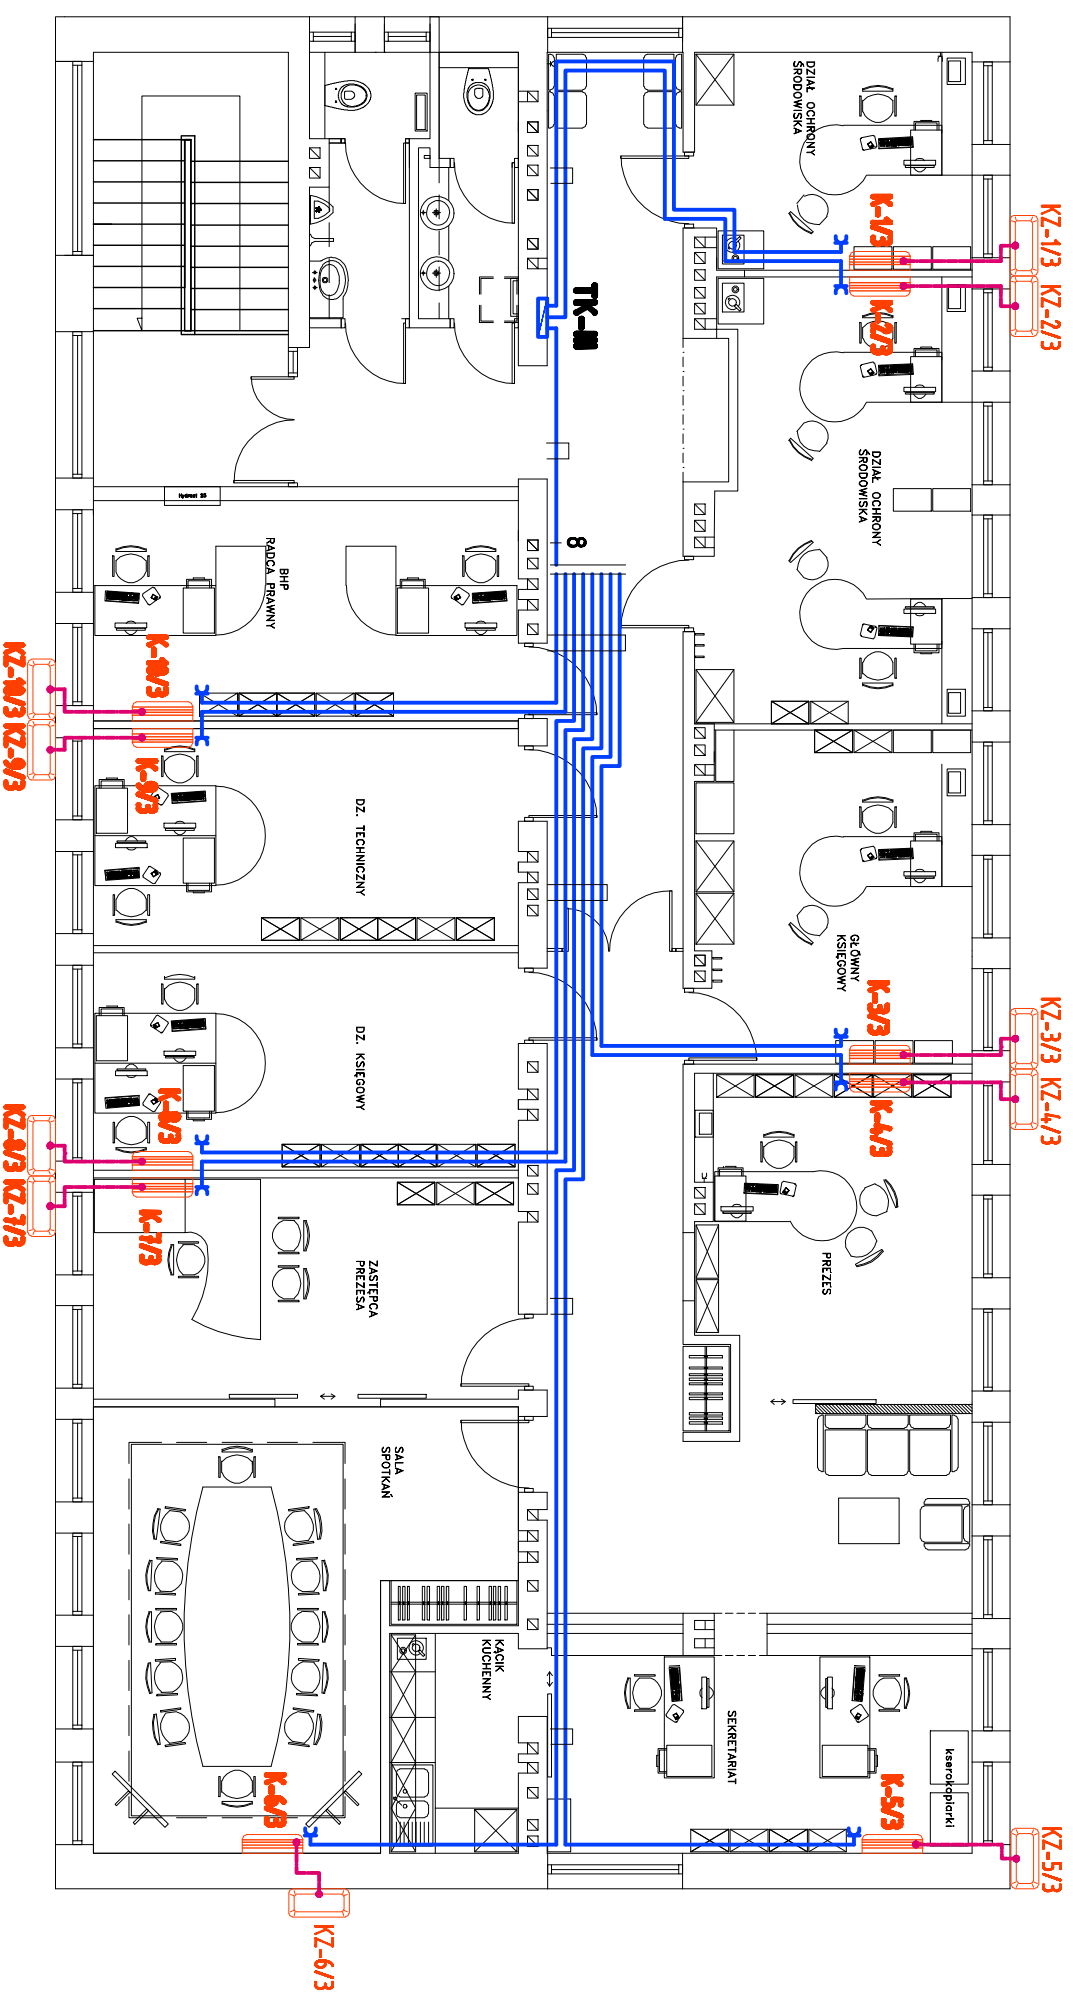 DZIAŁ OCHRONY
ŚRODOWISKA
K-1/3
KZ-1/3
KZ-2/3
K-2/3
TK-III
DZIAŁ OCHRONY
ŚRODOWISKA
Hydrant 25
8
BHP
RADCA PRAWNY
K-10/3
KZ-10/3
KZ-9/3
K-9/3
DZ. TECHNICZNY
GŁÓWNY
KSIĘGOWY
K-3/3
KZ-3/3
KZ-4/3
K-4/3
DZ. KSIĘGOWY
K-8/3
KZ-8/3
KZ-7/3
K-7/3
ZASTĘPCA
PREZESA
PREZES
SALA
SPOTKAŃ
KĄCIK
KUCHENNY
SEKRETARIAT
kserokopiarki
K-5/3
KZ-5/3
K-6/3
KZ-6/3